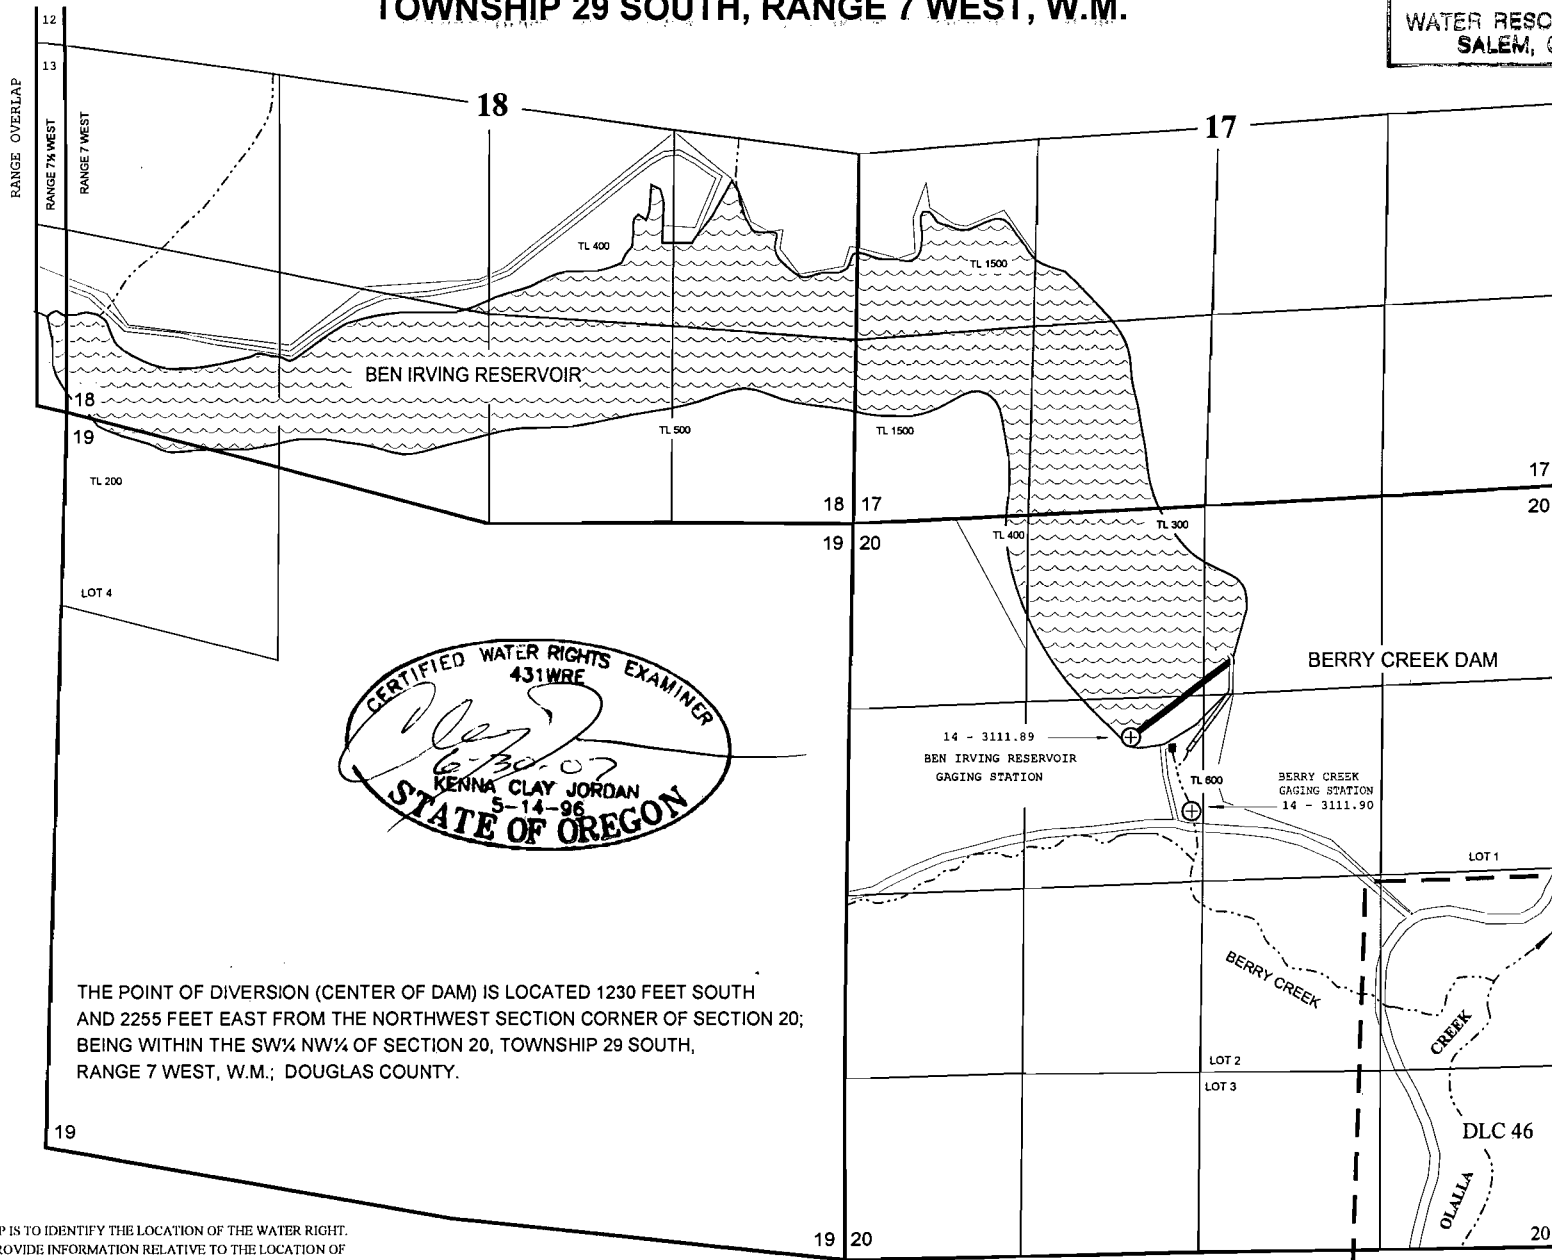 TOWNSHIP 29 SOUTH, RANGE 7 WEST, W.M.
WATER RESO
SALEM,
RANGE OVERLAP
12
13
RANGE 7½ WEST
RANGE 7 WEST
18
17
TL 400
TL 1500
BEN IRVING RESERVOIR
18
19
TL 500
TL 1500
TL 200
17
20
18 17
19 20
TL 400
TL 300
LOT 4
CERTIFIED WATER RIGHTS EXAMINER
431WRE
6-30-07
KENNA CLAY JORDAN
5-14-96
STATE OF OREGON
BERRY CREEK DAM
14 - 3111.89
BEN IRVING RESERVOIR
GAGING STATION
TL 600
BERRY CREEK
GAGING STATION
14 - 3111.90
LOT 1
BERRY CREEK
CREEK
OLALLA
LOT 2
LOT 3
DLC 46
THE POINT OF DIVERSION (CENTER OF DAM) IS LOCATED 1230 FEET SOUTH
AND 2255 FEET EAST FROM THE NORTHWEST SECTION CORNER OF SECTION 20;
BEING WITHIN THE SW¼ NW¼ OF SECTION 20, TOWNSHIP 29 SOUTH,
RANGE 7 WEST, W.M.; DOUGLAS COUNTY.
19
19 20
20
P IS TO IDENTIFY THE LOCATION OF THE WATER RIGHT.
ROVIDE INFORMATION RELATIVE TO THE LOCATION OF